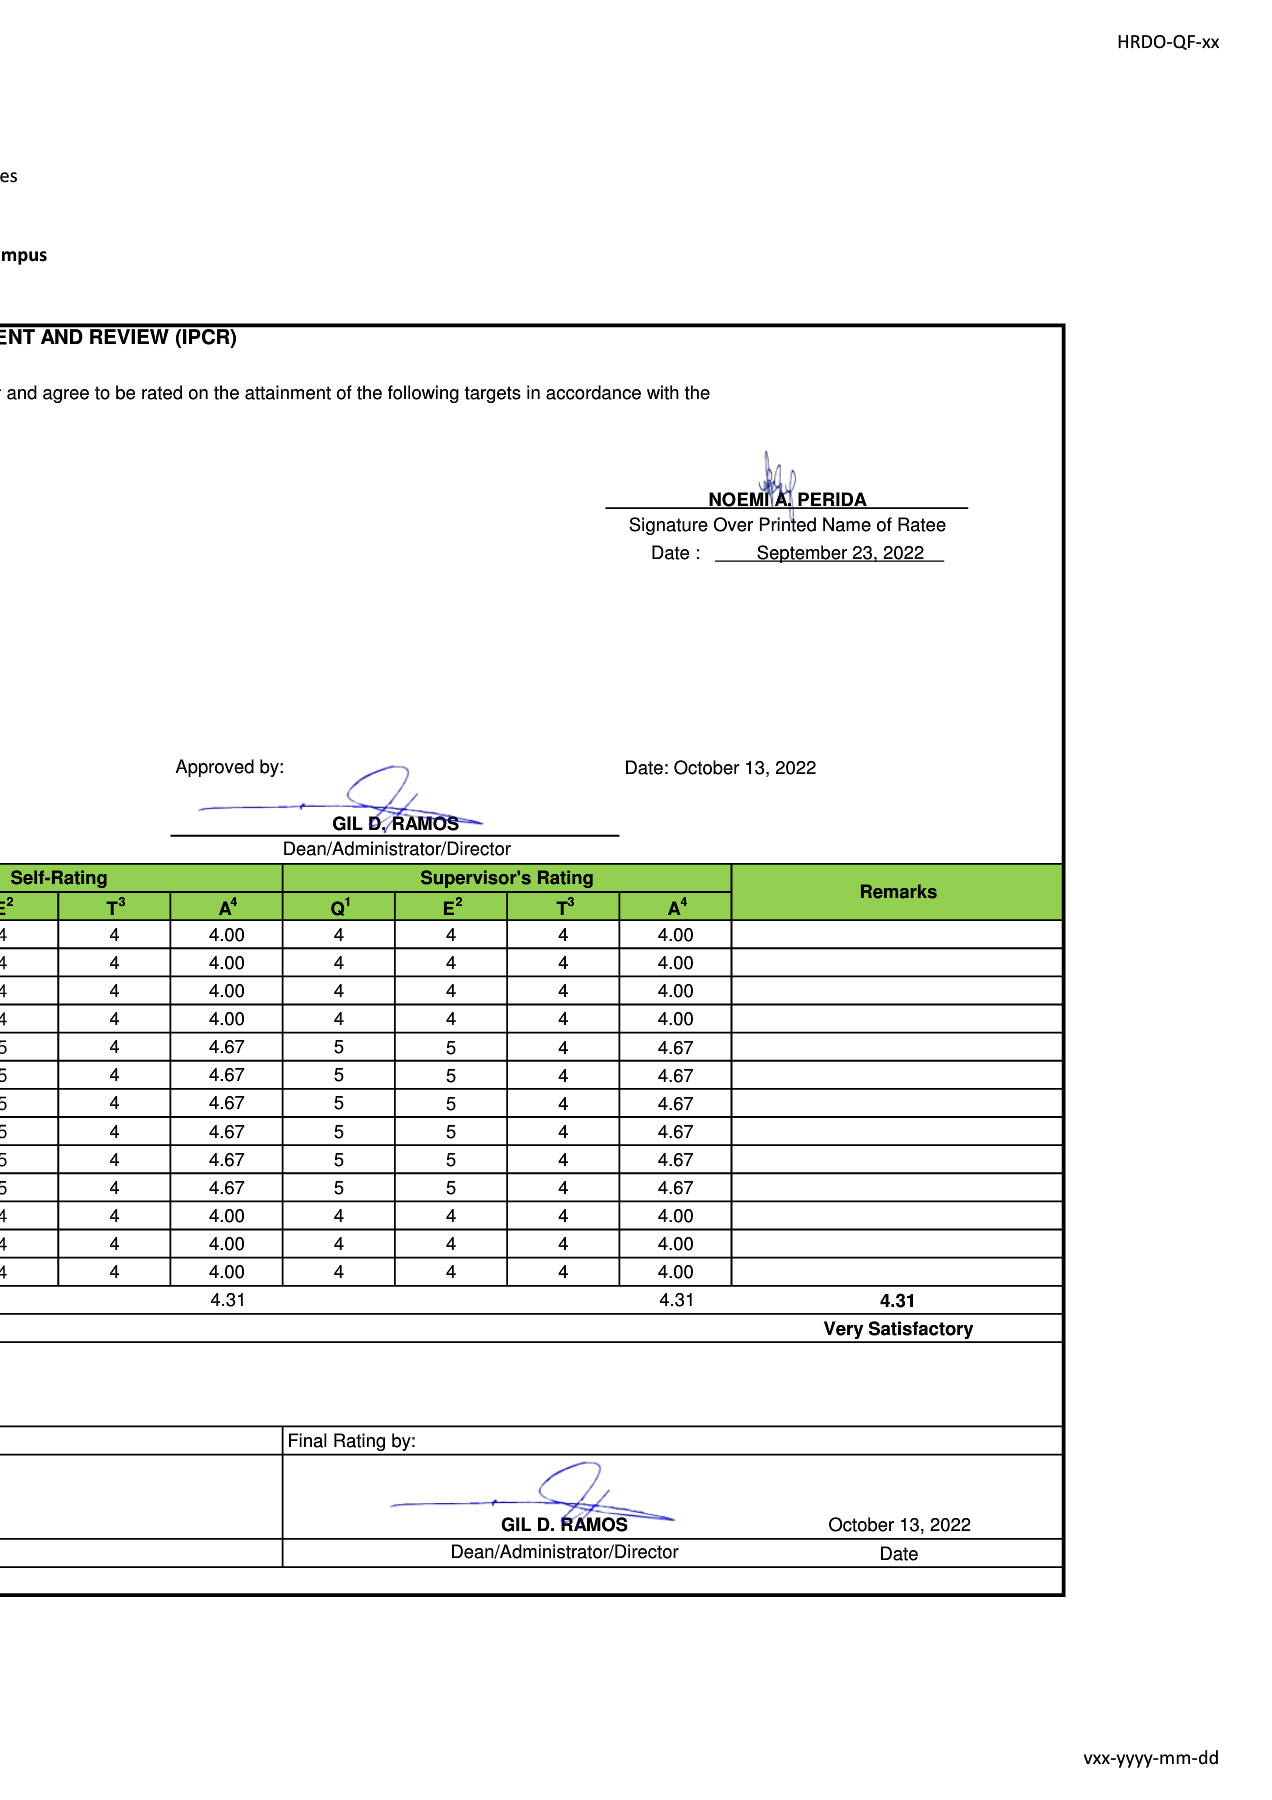 HRDO-QF-xx
es
mpus
ENT AND REVIEW (IPCR)
r and agree to be rated on the attainment of the following targets in accordance with the
NOEMI A. PERIDA
Signature Over Printed Name of Ratee
Date : September 23, 2022
Approved by: Date: October 13, 2022
GIL D. RAMOS
Dean/Administrator/Director
Self-Rating Supervisor's Rating Remarks
E² T³ A⁴ Q¹ E² T³ A⁴
4 4 4.00 4 4 4 4.00
4 4 4.00 4 4 4 4.00
4 4 4.00 4 4 4 4.00
4 4 4.00 4 4 4 4.00
5 4 4.67 5 5 4 4.67
5 4 4.67 5 5 4 4.67
5 4 4.67 5 5 4 4.67
5 4 4.67 5 5 4 4.67
5 4 4.67 5 5 4 4.67
5 4 4.67 5 5 4 4.67
4 4 4.00 4 4 4 4.00
4 4 4.00 4 4 4 4.00
4 4 4.00 4 4 4 4.00
4.31 4.31 4.31
Very Satisfactory
Final Rating by:
GIL D. RAMOS October 13, 2022
Dean/Administrator/Director Date
vxx-yyyy-mm-dd